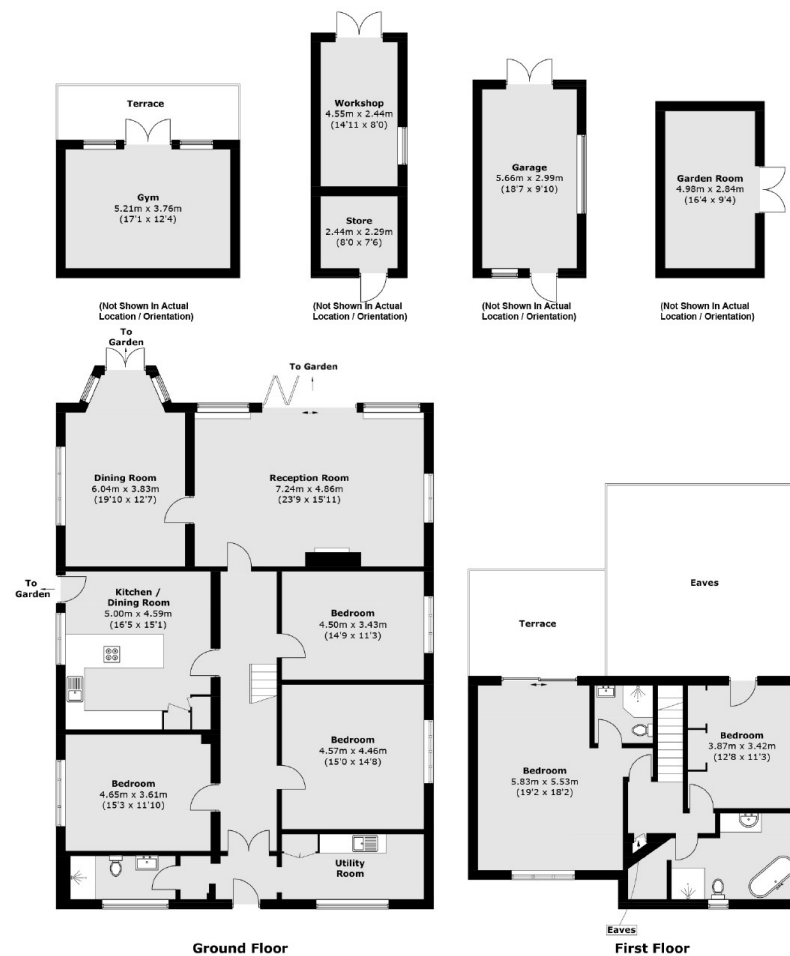 Terrace
Gym
5.21m x 3.76m
(17'1 x 12'4)
(Not Shown In Actual
Location / Orientation)
Workshop
4.55m x 2.44m
(14'11 x 8'0)
Store
2.44m x 2.29m
(8'0 x 7'6)
(Not Shown In Actual
Location / Orientation)
Garage
5.66m x 2.99m
(18'7 x 9'10)
(Not Shown In Actual
Location / Orientation)
Garden Room
4.98m x 2.84m
(16'4 x 9'4)
(Not Shown In Actual
Location / Orientation)
To
Garden
To Garden
Dining Room
6.04m x 3.83m
(19'10 x 12'7)
Reception Room
7.24m x 4.86m
(23'9 x 15'11)
To
Garden
Kitchen /
Dining Room
5.00m x 4.59m
(16'5 x 15'1)
Bedroom
4.50m x 3.43m
(14'9 x 11'3)
Bedroom
4.57m x 4.46m
(15'0 x 14'8)
Bedroom
4.65m x 3.61m
(15'3 x 11'10)
Utility
Room
Ground Floor
Eaves
Terrace
Bedroom
5.83m x 5.53m
(19'2 x 18'2)
Bedroom
3.87m x 3.42m
(12'8 x 11'3)
Eaves
First Floor